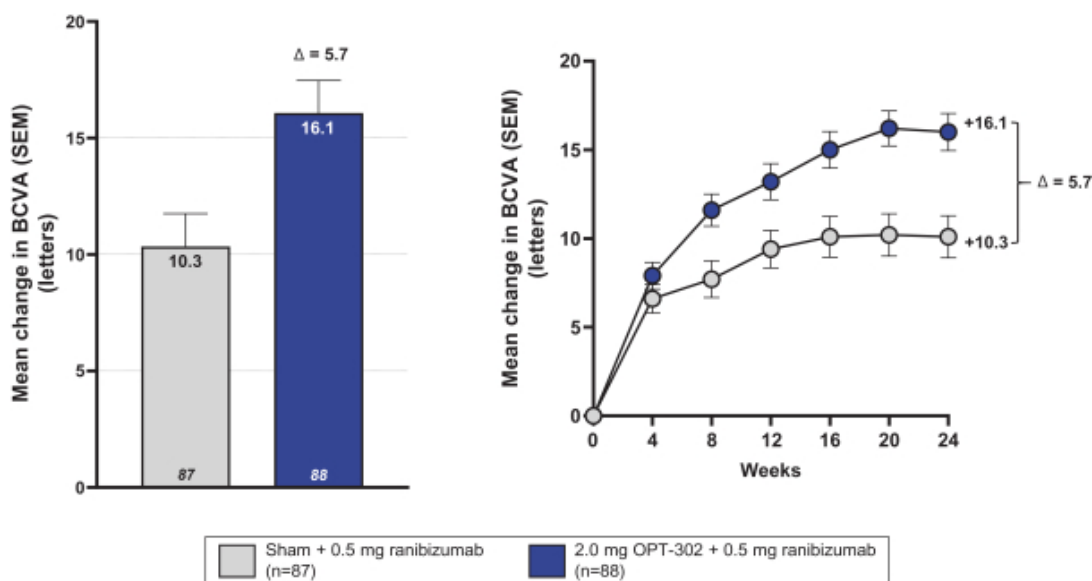 Mean change in BCVA (SEM)
(letters)
20
15
10
5
0
Δ = 5.7
10.3
16.1
87
88
Mean change in BCVA (SEM)
(letters)
20
15
10
5
0
0 4 8 12 16 20 24
Weeks
+16.1
Δ = 5.7
+10.3
Sham + 0.5 mg ranibizumab
(n=87)
2.0 mg OPT-302 + 0.5 mg ranibizumab
(n=88)